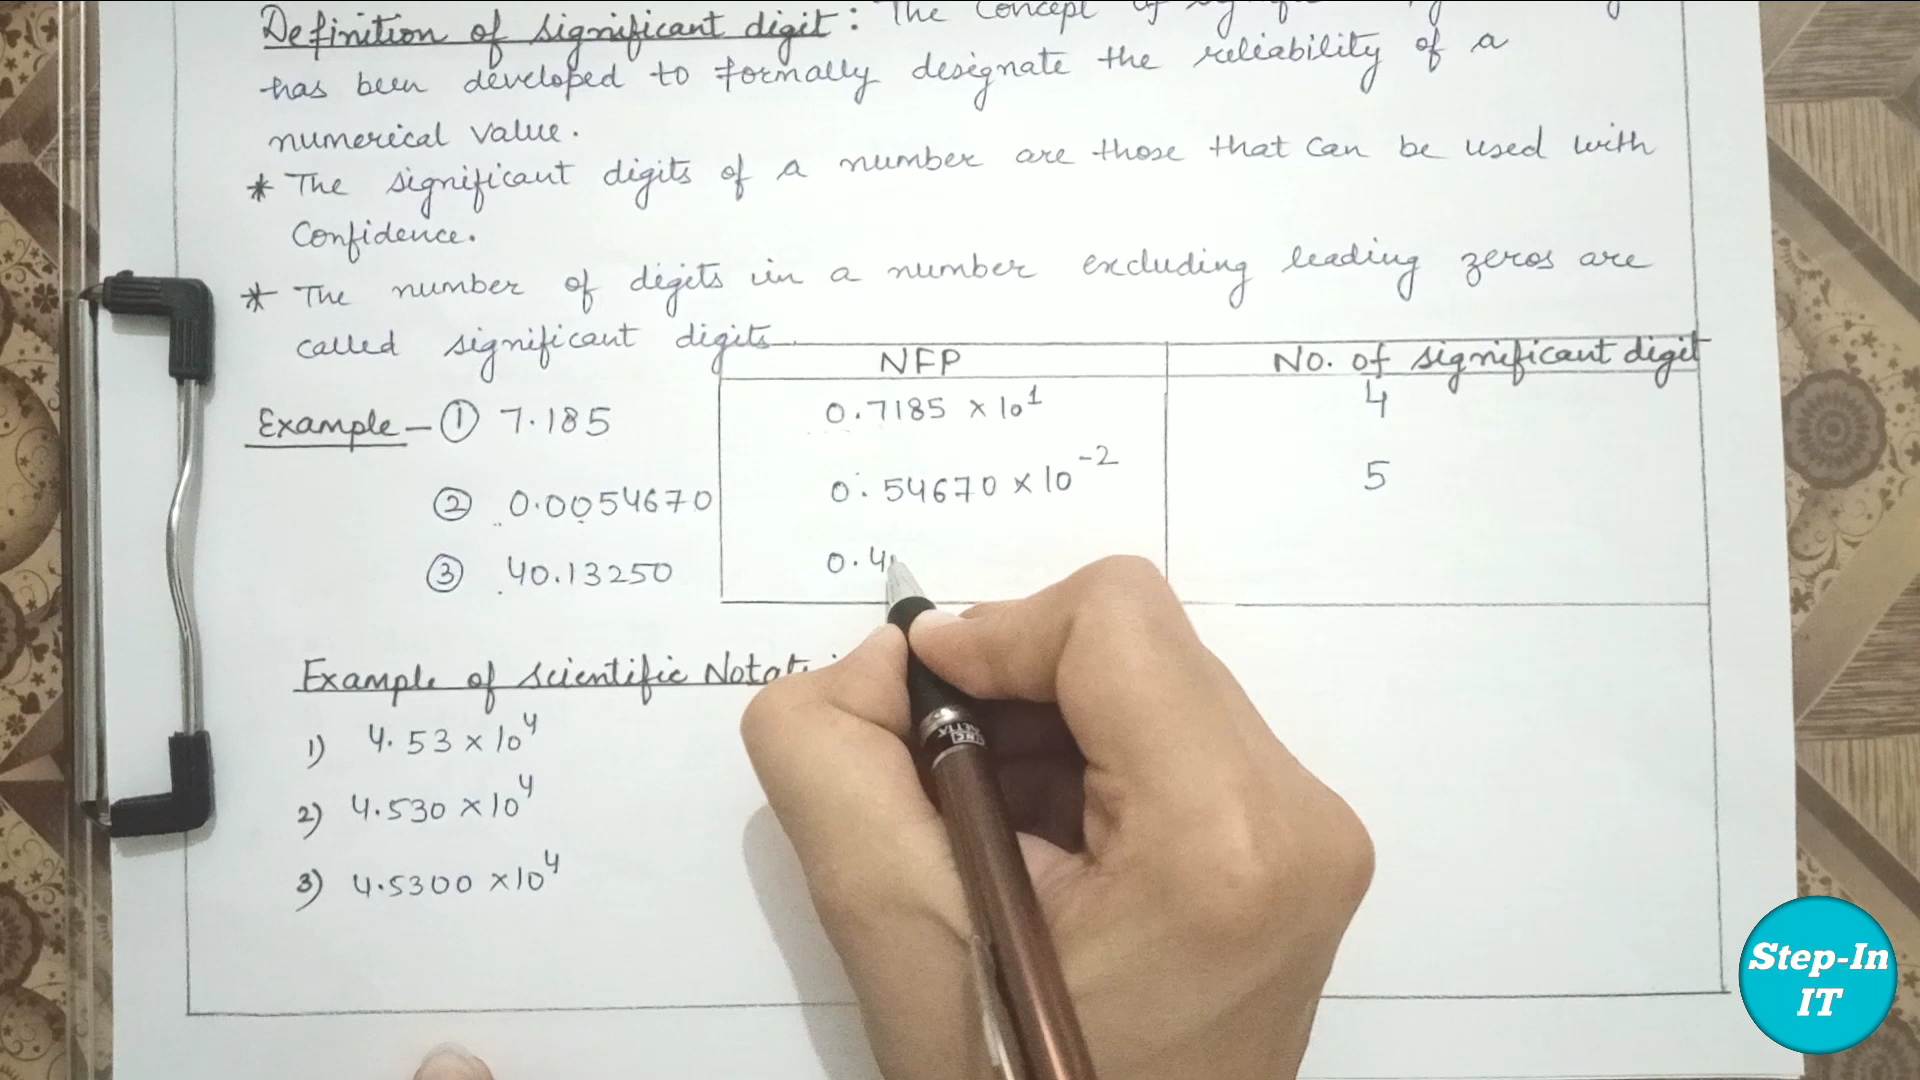 Definition of significant digit: The Concept of
has been developed to formally designate the reliability of a
numerical value.
* The significant digits of a number are those that can be used with
Confidence.
* The number of digits in a number excluding leading zeros are
called significant digits.
NFP No. of significant digit
Example - ① 7.185 0.7185 × 10¹ 4
② 0.0054670 0.54670 × 10⁻² 5
③ 40.13250 0.4
Example of scientific
1) 4.53 × 10⁴
2) 4.530 × 10⁴
3) 4.5300 × 10⁴
Step-In
IT